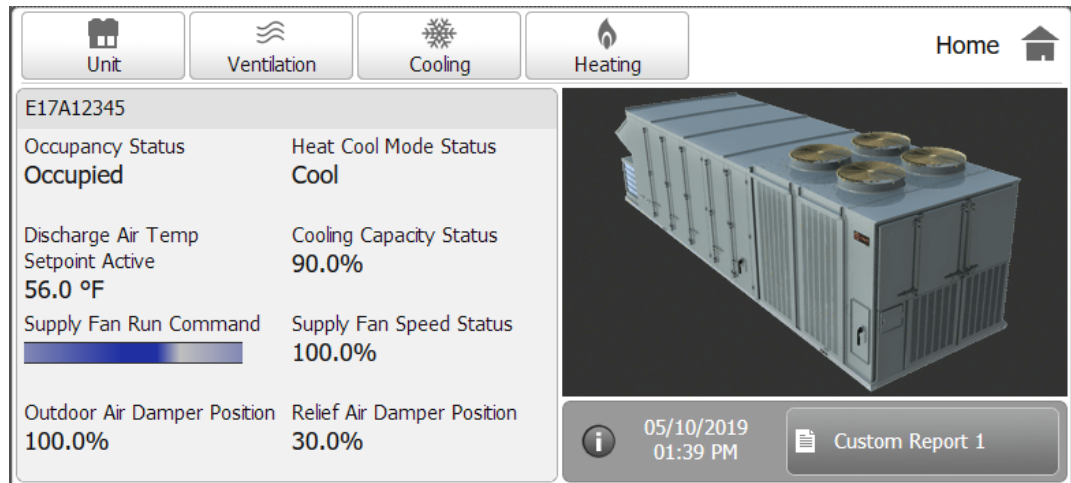 Unit
Ventilation
Cooling
Heating
Home
E17A12345
Occupancy Status
Occupied
Heat Cool Mode Status
Cool
Discharge Air Temp
Setpoint Active
56.0 °F
Cooling Capacity Status
90.0%
Supply Fan Run Command
Supply Fan Speed Status
100.0%
Outdoor Air Damper Position
100.0%
Relief Air Damper Position
30.0%
05/10/2019
01:39 PM
Custom Report 1